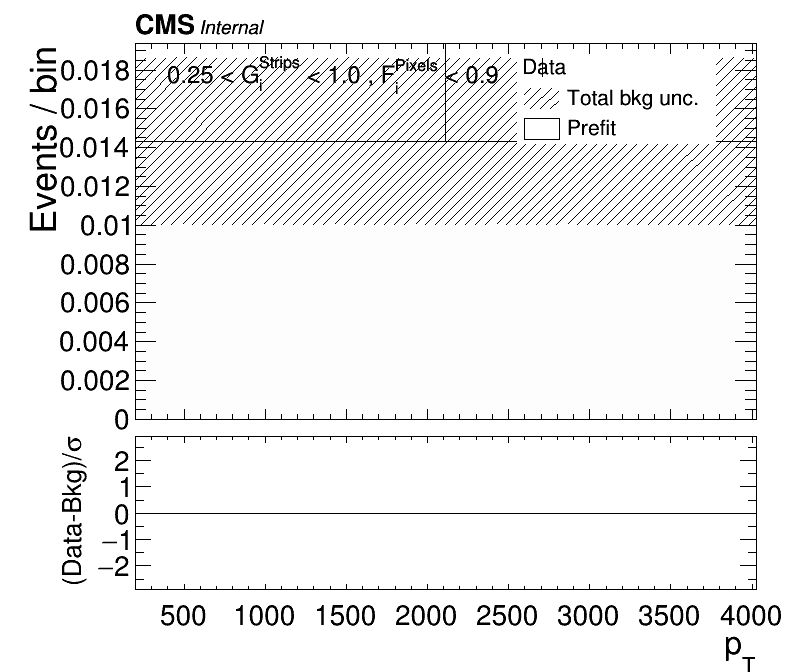 CMS Internal
Events / bin
0.25 < G_i^Strips < 1.0 , F_i^Pixels < 0.9
Data
Total bkg unc.
Prefit
0.018
0.016
0.014
0.012
0.01
0.008
0.006
0.004
0.002
0
(Data-Bkg)/σ
2
1
0
−1
−2
500 1000 1500 2000 2500 3000 3500 4000
p_T